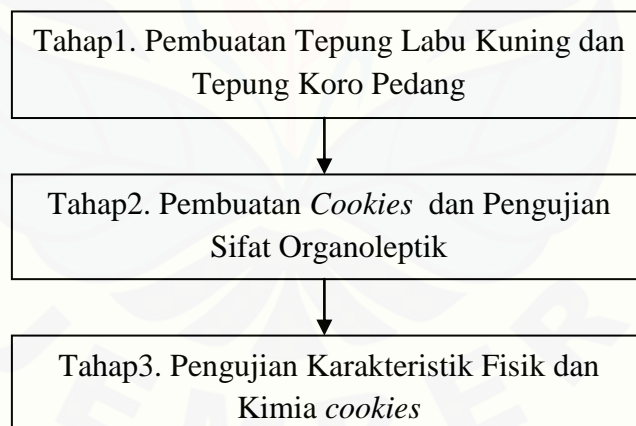 Tahap1. Pembuatan Tepung Labu Kuning dan
Tepung Koro Pedang
Tahap2. Pembuatan Cookies dan Pengujian
Sifat Organoleptik
Tahap3. Pengujian Karakteristik Fisik dan
Kimia cookies